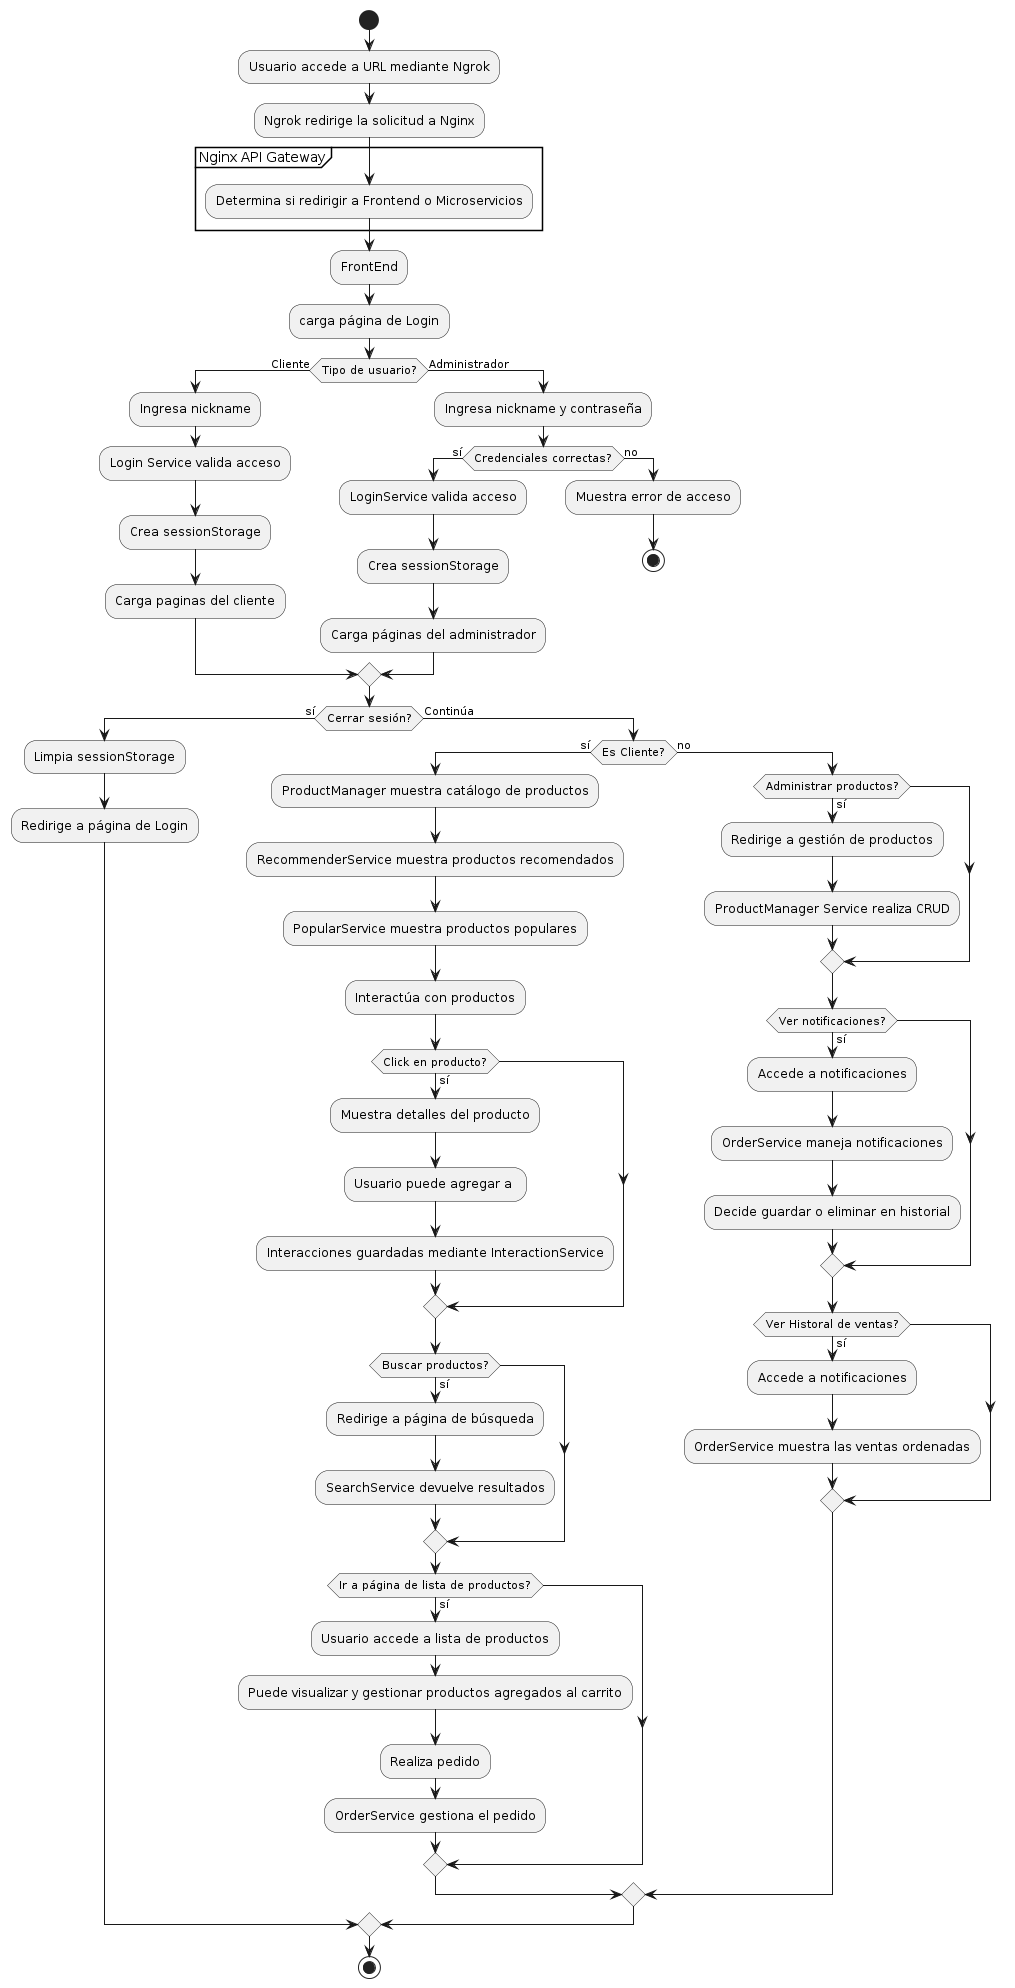 Usuario accede a URL mediante Ngrok
Ngrok redirige la solicitud a Nginx
Nginx API Gateway
Determina si redirigir a Frontend o Microservicios
FrontEnd
carga página de Login
Tipo de usuario?
Cliente
Administrador
Ingresa nickname
Login Service valida acceso
Crea sessionStorage
Carga paginas del cliente
Ingresa nickname y contraseña
Credenciales correctas?
sí
no
LoginService valida acceso
Crea sessionStorage
Carga páginas del administrador
Muestra error de acceso
Cerrar sesión?
sí
Continúa
Limpia sessionStorage
Redirige a página de Login
Es Cliente?
sí
no
ProductManager muestra catálogo de productos
RecommenderService muestra productos recomendados
PopularService muestra productos populares
Interactúa con productos
Click en producto?
sí
Muestra detalles del producto
Usuario puede agregar a
Interacciones guardadas mediante InteractionService
Buscar productos?
sí
Redirige a página de búsqueda
SearchService devuelve resultados
Ir a página de lista de productos?
sí
Usuario accede a lista de productos
Puede visualizar y gestionar productos agregados al carrito
Realiza pedido
OrderService gestiona el pedido
Administrar productos?
sí
Redirige a gestión de productos
ProductManager Service realiza CRUD
Ver notificaciones?
sí
Accede a notificaciones
OrderService maneja notificaciones
Decide guardar o eliminar en historial
Ver Historal de ventas?
sí
Accede a notificaciones
OrderService muestra las ventas ordenadas